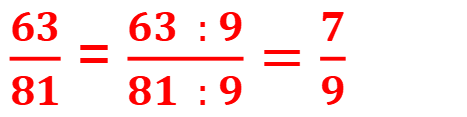 63/81 = 63 : 9/81 : 9 = 7/9